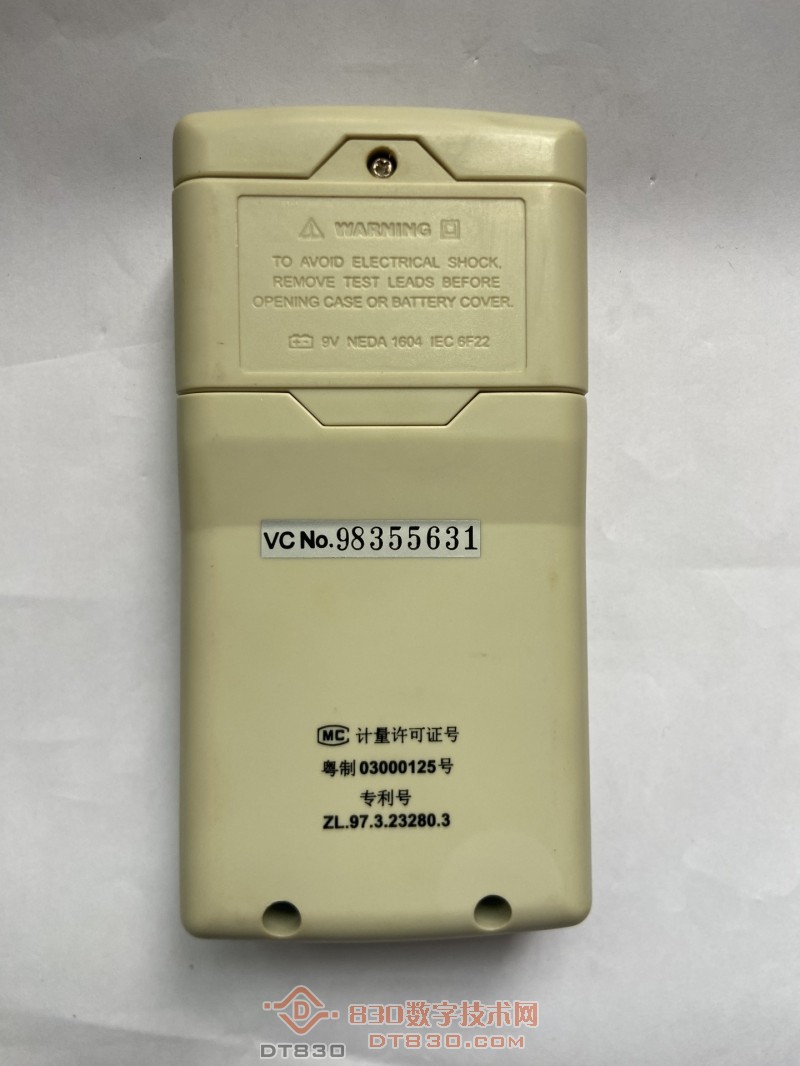 WARNING
TO AVOID ELECTRICAL SHOCK,
REMOVE TEST LEADS BEFORE
OPENING CASE OR BATTERY COVER.
9V NEDA 1604 IEC 6F22
VC No. 98355631
MC 计量许可证号
粤制 03000125号
专利号
ZL.97.3.23280.3
830数字技术网
DT830 DT830.com